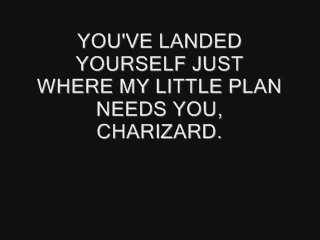 YOU'VE LANDED
YOURSELF JUST
WHERE MY LITTLE PLAN
NEEDS YOU,
CHARIZARD.